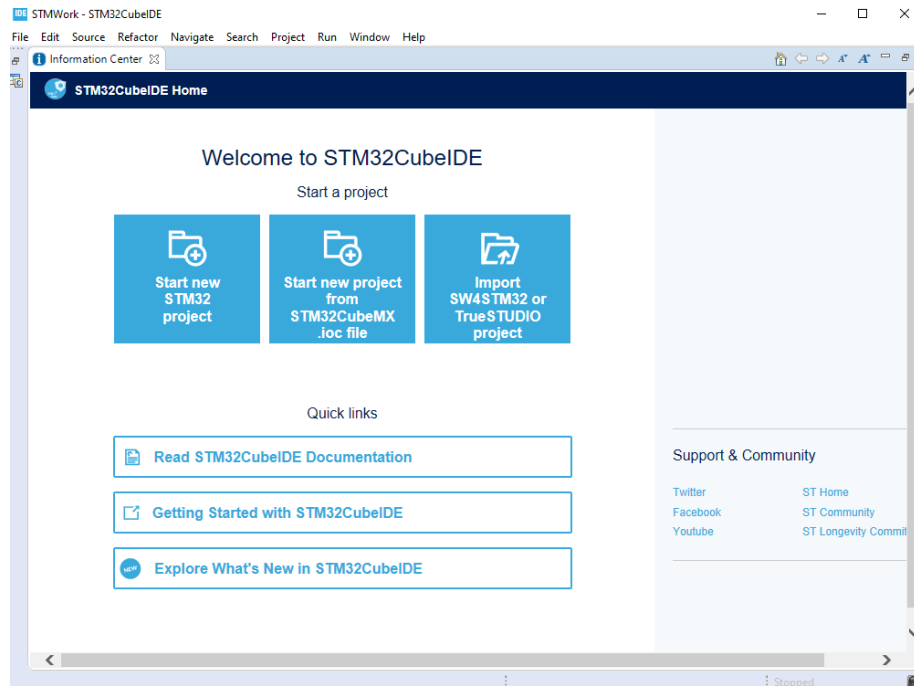 IDE STMWork - STM32CubeIDE
File Edit Source Refactor Navigate Search Project Run Window Help
Information Center
STM32CubeIDE Home
Welcome to STM32CubeIDE
Start a project
Start new
STM32
project
Start new project
from
STM32CubeMX
.ioc file
Import
SW4STM32 or
TrueSTUDIO
project
Quick links
Read STM32CubeIDE Documentation
Getting Started with STM32CubeIDE
NEW Explore What's New in STM32CubeIDE
Support & Community
Twitter ST Home
Facebook ST Community
Youtube ST Longevity Commit
Stopped